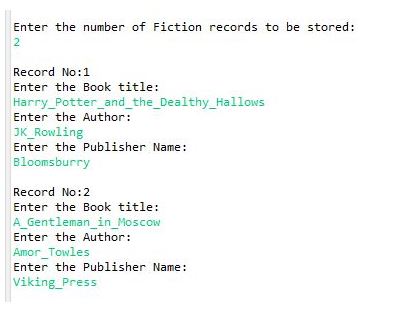 Enter the number of Fiction records to be stored:
2
Record No:1
Enter the Book title:
Harry_Potter_and_the_Dealthy_Hallows
Enter the Author:
JK_Rowling
Enter the Publisher Name:
Bloomsburry
Record No:2
Enter the Book title:
A_Gentleman_in_Moscow
Enter the Author:
Amor_Towles
Enter the Publisher Name:
Viking_Press